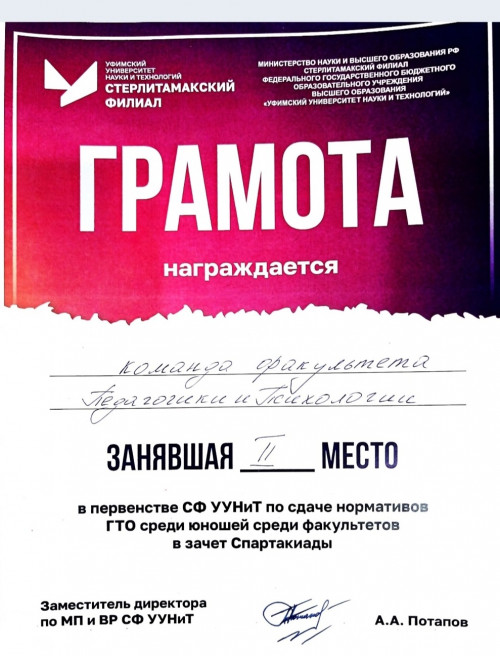 УФИМСКИЙ
УНИВЕРСИТЕТ
НАУКИ И ТЕХНОЛОГИЙ
СТЕРЛИТАМАКСКИЙ
ФИЛИАЛ
МИНИСТЕРСТВО НАУКИ И ВЫСШЕГО ОБРАЗОВАНИЯ РФ
СТЕРЛИТАМАКСКИЙ ФИЛИАЛ
ФЕДЕРАЛЬНОГО ГОСУДАРСТВЕННОГО БЮДЖЕТНОГО
ОБРАЗОВАТЕЛЬНОГО УЧРЕЖДЕНИЯ
ВЫСШЕГО ОБРАЗОВАНИЯ
«УФИМСКИЙ УНИВЕРСИТЕТ НАУКИ И ТЕХНОЛОГИЙ»
ГРАМОТА
награждается
команда факультета
Педагогики и Психологии
ЗАНЯВШАЯ II МЕСТО
в первенстве СФ УУНиТ по сдаче нормативов
ГТО среди юношей среди факультетов
в зачет Спартакиады
Заместитель директора
по МП и ВР СФ УУНиТ
А.А. Потапов